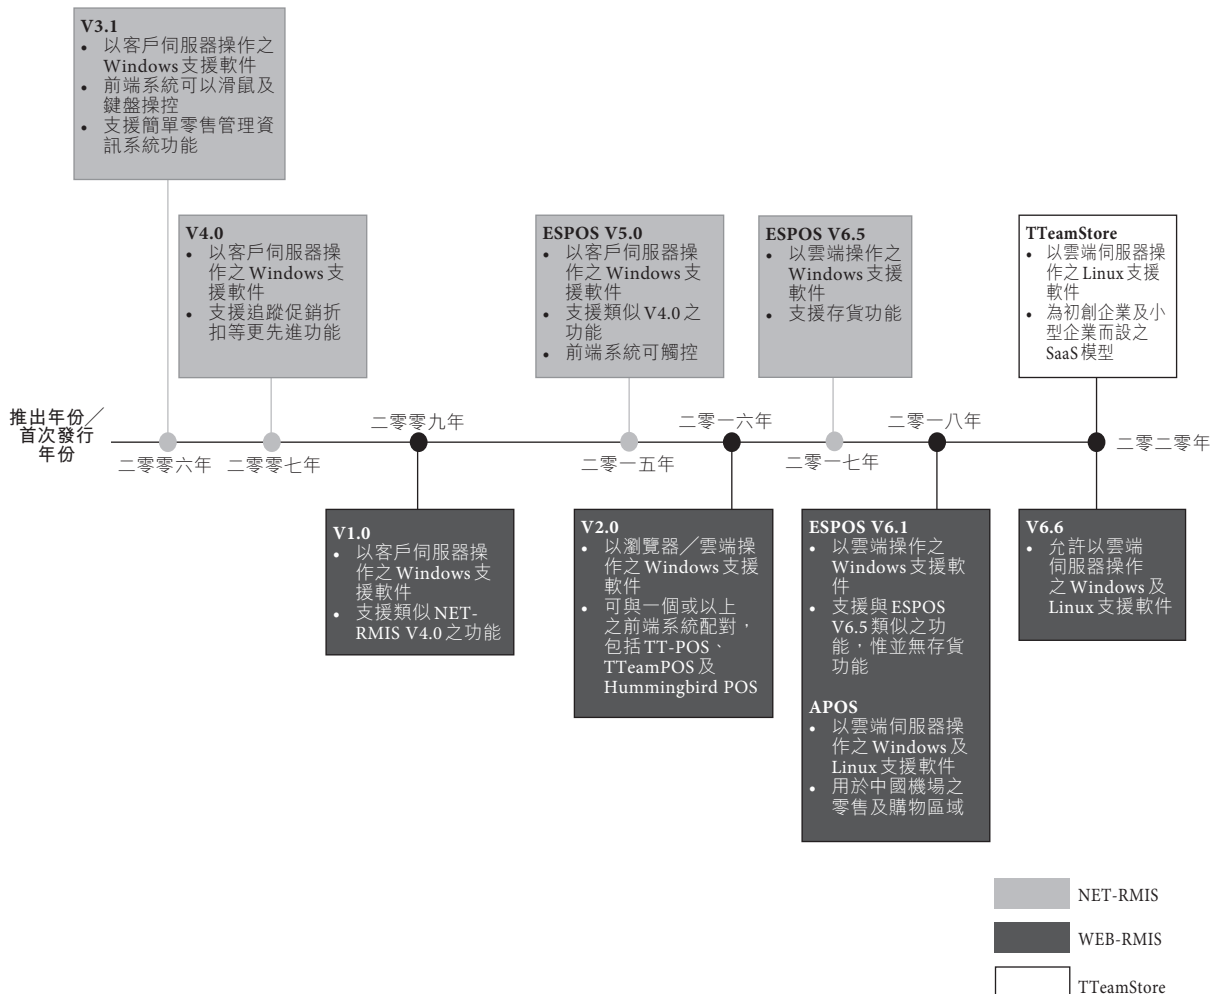 V3.1
• 以客戶伺服器操作之
Windows支援軟件
• 前端系統可以滑鼠及
鍵盤操控
• 支援簡單零售管理資
訊系統功能
V4.0
• 以客戶伺服器操
作之Windows支
援軟件
• 支援追蹤促銷折
扣等更先進功能
ESPOS V5.0
• 以客戶伺服器操
作之Windows支
援軟件
• 支援類似V4.0之
功能
• 前端系統可觸控
ESPOS V6.5
• 以雲端操作之
Windows支援
軟件
• 支援存貨功能
TTeamStore
• 以雲端伺服器操
作之Linux支援
軟件
• 為初創企業及小
型企業而設之
SaaS模型
推出年份╱
首次發行
年份
二零零六年
二零零七年
二零零九年
二零一五年
二零一六年
二零一七年
二零一八年
二零二零年
V1.0
• 以客戶伺服器操
作之Windows支
援軟件
• 支援類似NET-
RMIS V4.0之功能
V2.0
• 以瀏覽器╱雲端操
作之Windows支援
軟件
• 可與一個或以上
之前端系統配對，
包括TT-POS、
TTeamPOS及
Hummingbird POS
ESPOS V6.1
• 以雲端操作之
Windows支援軟
件
• 支援與ESPOS
V6.5類似之功
能，惟並無存貨
功能
APOS
• 以雲端伺服器操
作之Windows及
Linux支援軟件
• 用於中國機場之
零售及購物區域
V6.6
• 允許以雲端
伺服器操作
之Windows及
Linux支援軟件
NET-RMIS
WEB-RMIS
TTeamStore